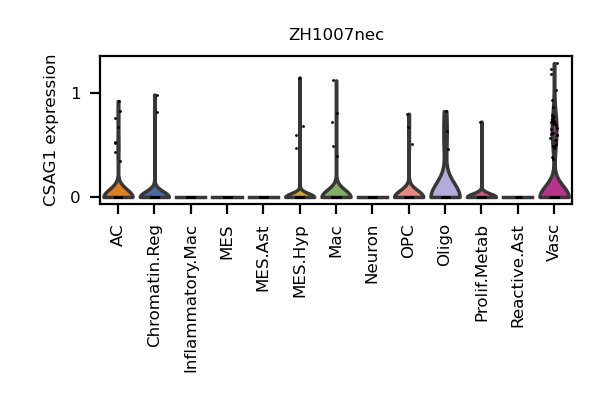 ZH1007nec
CSAG1 expression
1
0
AC
Chromatin.Reg
Inflammatory.Mac
MES
MES.Ast
MES.Hyp
Mac
Neuron
OPC
Oligo
Prolif.Metab
Reactive.Ast
Vasc